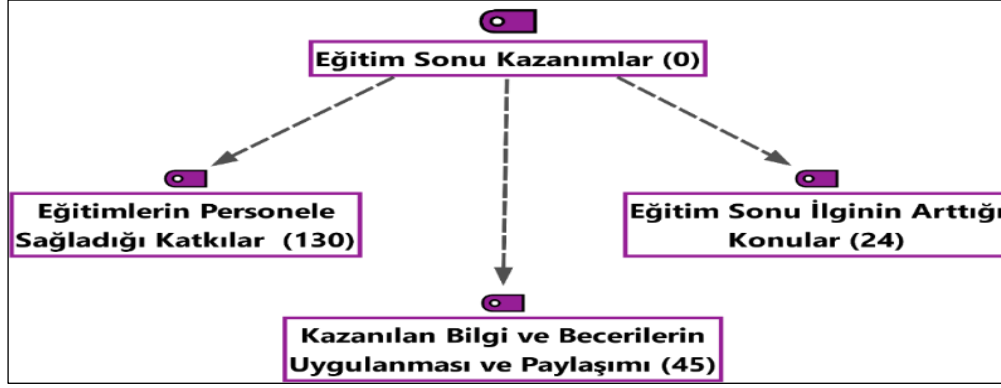 Eğitim Sonu Kazanımlar (0)
Eğitimlerin Personele
Sağladığı Katkılar (130)
Eğitim Sonu İlginin Arttığı
Konular (24)
Kazanılan Bilgi ve Becerilerin
Uygulanması ve Paylaşımı (45)